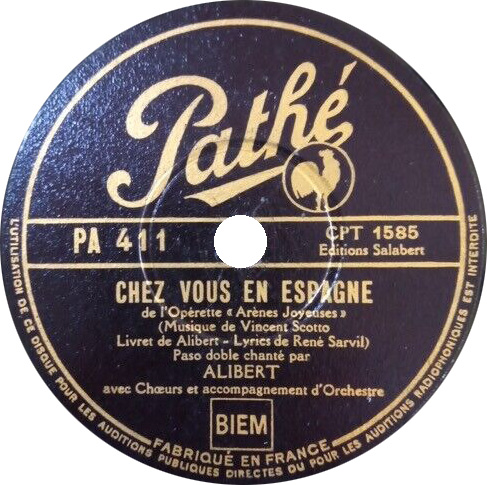 Pathé
PA 411
CPT 1585
Editions Salabert
CHEZ VOUS EN ESPAGNE
de l'Opérette « Arènes Joyeuses »
(Musique de Vincent Scotto
Livret de Alibert - Lyrics de René Sarvil)
Paso doble chanté par
ALIBERT
avec Chœurs et accompagnement d'Orchestre
BIEM
FABRIQUÉ EN FRANCE
L'UTILISATION DE CE DISQUE POUR LES AUDITIONS PUBLIQUES DIRECTES OU POUR LES AUDITIONS RADIOPHONIQUES EST INTERDITE